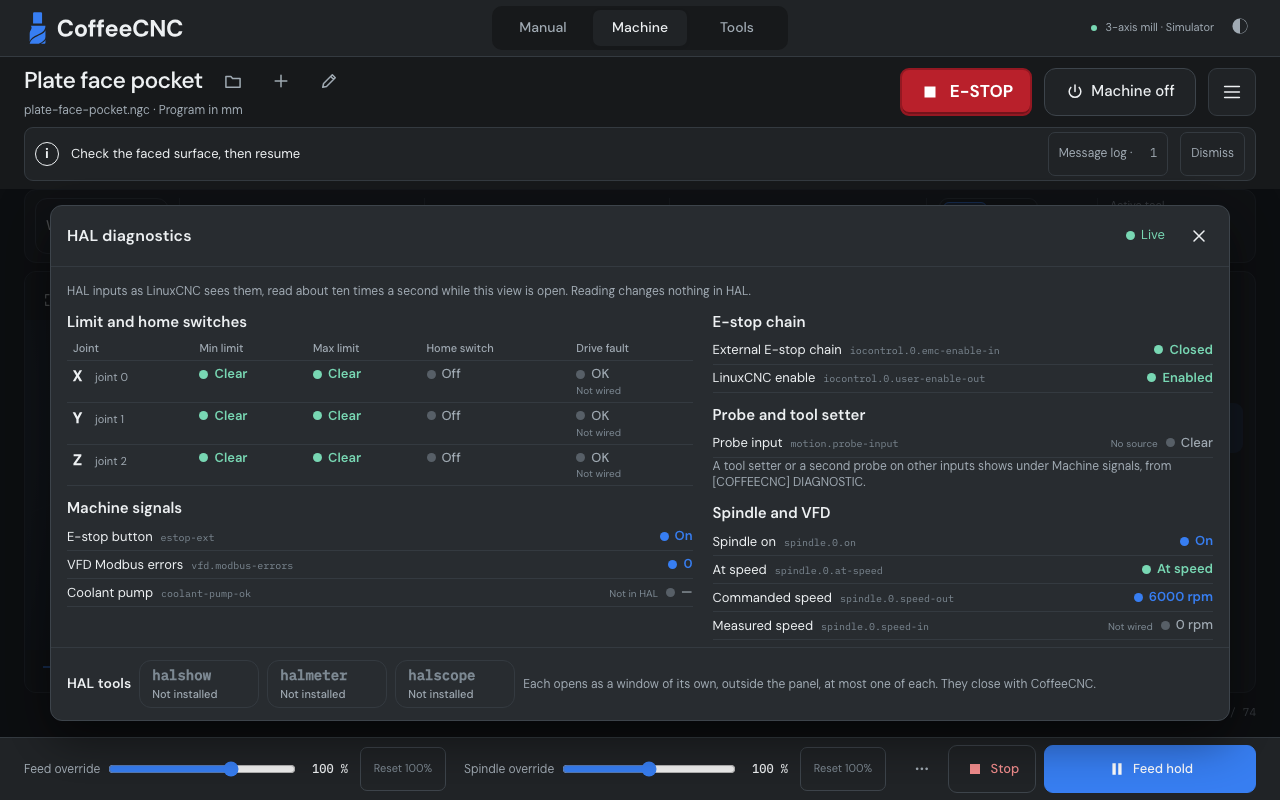 CoffeeCNC
Manual
Machine
Tools
3-axis mill · Simulator
Plate face pocket
plate-face-pocket.ngc · Program in mm
E-STOP
Machine off
i
Check the faced surface, then resume
Message log · 1
Dismiss
HAL diagnostics
Live
HAL inputs as LinuxCNC sees them, read about ten times a second while this view is open. Reading changes nothing in HAL.
Limit and home switches
Joint Min limit Max limit Home switch Drive fault
X joint 0 Clear Clear Off OK
Not wired
Y joint 1 Clear Clear Off OK
Not wired
Z joint 2 Clear Clear Off OK
Not wired
Machine signals
E-stop button estop-ext On
VFD Modbus errors vfd.modbus-errors 0
Coolant pump coolant-pump-ok Not in HAL —
E-stop chain
External E-stop chain iocontrol.0.emc-enable-in Closed
LinuxCNC enable iocontrol.0.user-enable-out Enabled
Probe and tool setter
Probe input motion.probe-input No source Clear
A tool setter or a second probe on other inputs shows under Machine signals, from
[COFFEECNC] DIAGNOSTIC.
Spindle and VFD
Spindle on spindle.0.on On
At speed spindle.0.at-speed At speed
Commanded speed spindle.0.speed-out 6000 rpm
Measured speed spindle.0.speed-in Not wired 0 rpm
HAL tools
halshow
Not installed
halmeter
Not installed
halscope
Not installed
Each opens as a window of its own, outside the panel, at most one of each. They close with CoffeeCNC.
/ 74
Feed override 100 % Reset 100%
Spindle override 100 % Reset 100%
···
Stop
Feed hold